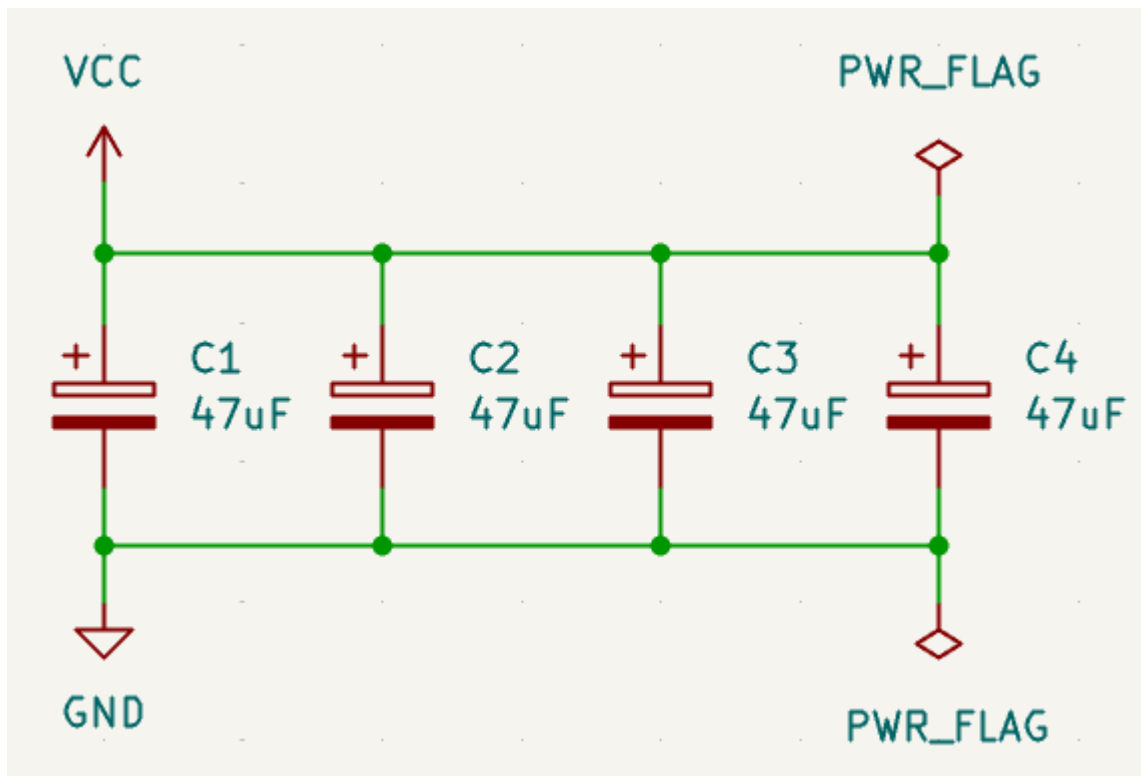 VCC
PWR_FLAG
+
C1
47uF
+
C2
47uF
+
C3
47uF
+
C4
47uF
GND
PWR_FLAG